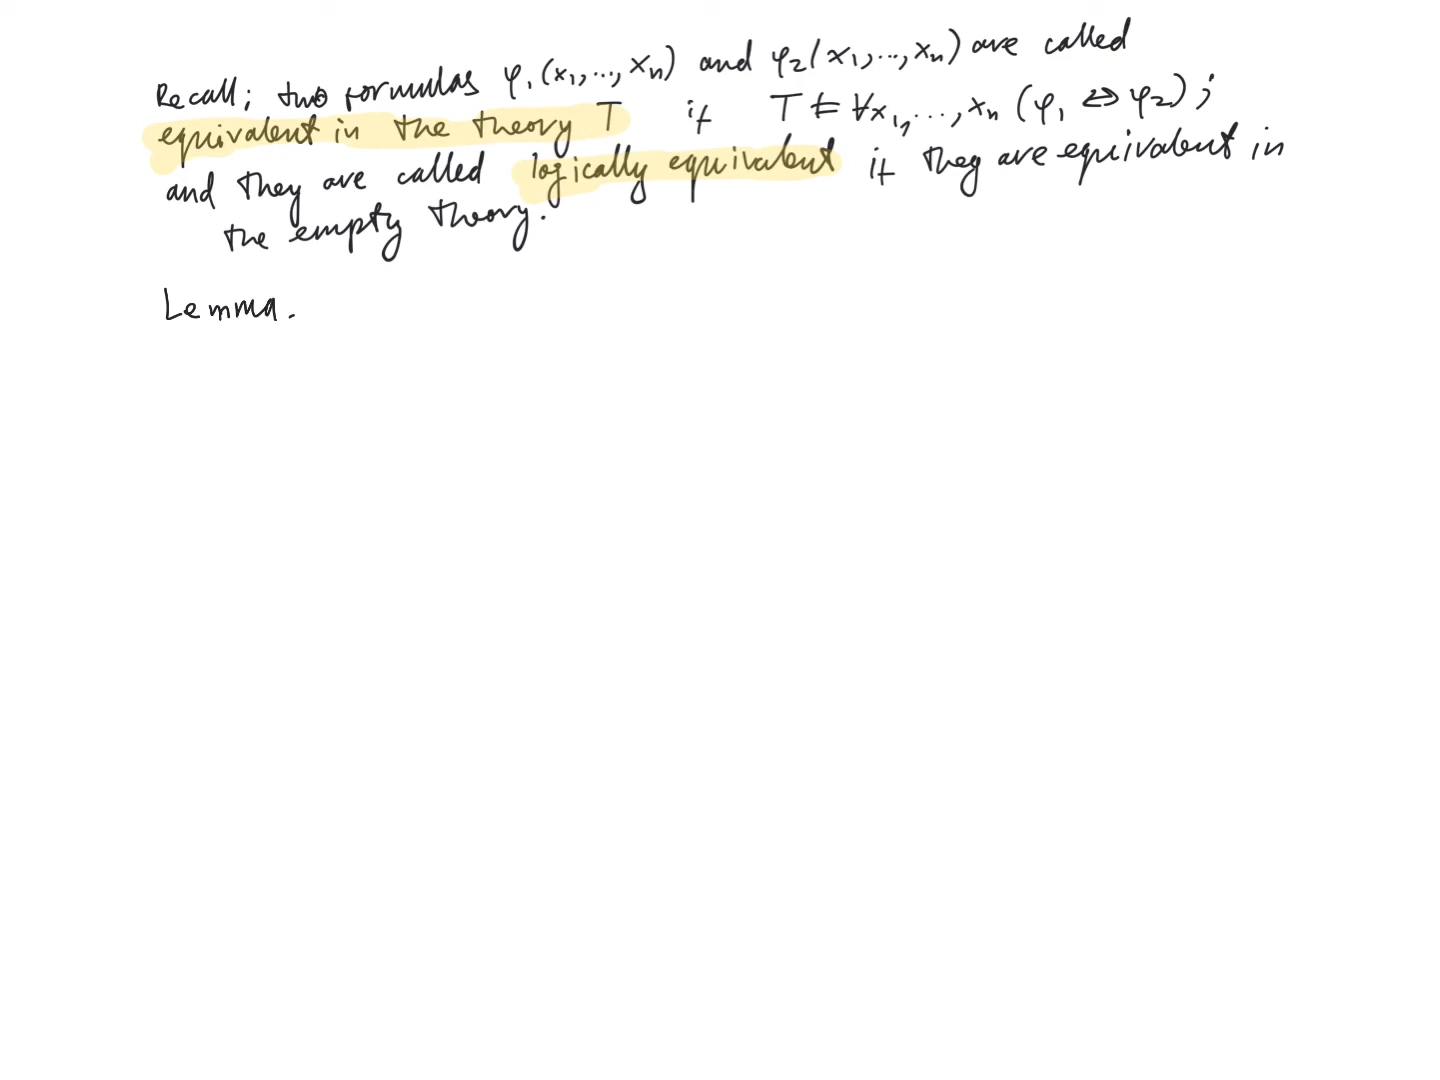 Recall; two formulas φ₁(x₁,...,xₙ) and φ₂(x₁,...,xₙ) are called
equivalent in the theory T if T ⊨ ∀x₁,...,xₙ (φ₁ ⇔ φ₂);
and they are called logically equivalent if they are equivalent in
the empty theory.
Lemma.